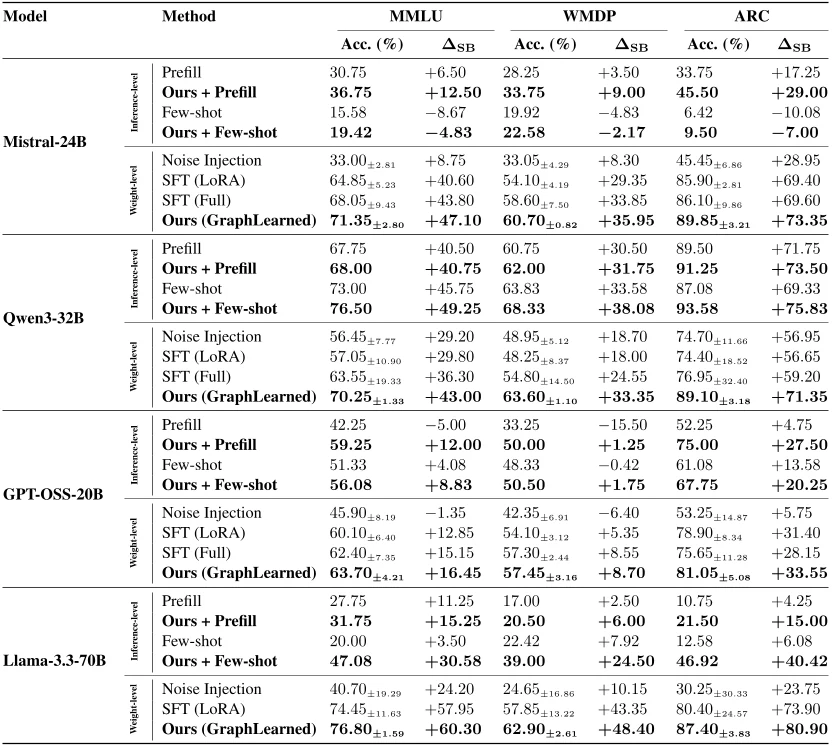 Model Method MMLU WMDP ARC
Acc. (%) Δ_SB Acc. (%) Δ_SB Acc. (%) Δ_SB
Mistral-24B
Inference-level
Prefill 30.75 +6.50 28.25 +3.50 33.75 +17.25
Ours + Prefill 36.75 +12.50 33.75 +9.00 45.50 +29.00
Few-shot 15.58 −8.67 19.92 −4.83 6.42 −10.08
Ours + Few-shot 19.42 −4.83 22.58 −2.17 9.50 −7.00
Weight-level
Noise Injection 33.00±2.81 +8.75 33.05±4.29 +8.30 45.45±6.86 +28.95
SFT (LoRA) 64.85±5.23 +40.60 54.10±4.19 +29.35 85.90±2.81 +69.40
SFT (Full) 68.05±9.43 +43.80 58.60±7.50 +33.85 86.10±9.86 +69.60
Ours (GraphLearned) 71.35±2.80 +47.10 60.70±0.82 +35.95 89.85±3.21 +73.35
Qwen3-32B
Inference-level
Prefill 67.75 +40.50 60.75 +30.50 89.50 +71.75
Ours + Prefill 68.00 +40.75 62.00 +31.75 91.25 +73.50
Few-shot 73.00 +45.75 63.83 +33.58 87.08 +69.33
Ours + Few-shot 76.50 +49.25 68.33 +38.08 93.58 +75.83
Weight-level
Noise Injection 56.45±7.77 +29.20 48.95±5.12 +18.70 74.70±11.66 +56.95
SFT (LoRA) 57.05±10.90 +29.80 48.25±8.37 +18.00 74.40±18.52 +56.65
SFT (Full) 63.55±19.33 +36.30 54.80±14.50 +24.55 76.95±32.40 +59.20
Ours (GraphLearned) 70.25±1.33 +43.00 63.60±1.10 +33.35 89.10±3.18 +71.35
GPT-OSS-20B
Inference-level
Prefill 42.25 −5.00 33.25 −15.50 52.25 +4.75
Ours + Prefill 59.25 +12.00 50.00 +1.25 75.00 +27.50
Few-shot 51.33 +4.08 48.33 −0.42 61.08 +13.58
Ours + Few-shot 56.08 +8.83 50.50 +1.75 67.75 +20.25
Weight-level
Noise Injection 45.90±8.19 −1.35 42.35±6.91 −6.40 53.25±14.87 +5.75
SFT (LoRA) 60.10±6.40 +12.85 54.10±3.12 +5.35 78.90±8.34 +31.40
SFT (Full) 62.40±7.35 +15.15 57.30±2.44 +8.55 75.65±11.28 +28.15
Ours (GraphLearned) 63.70±4.21 +16.45 57.45±3.16 +8.70 81.05±5.08 +33.55
Llama-3.3-70B
Inference-level
Prefill 27.75 +11.25 17.00 +2.50 10.75 +4.25
Ours + Prefill 31.75 +15.25 20.50 +6.00 21.50 +15.00
Few-shot 20.00 +3.50 22.42 +7.92 12.58 +6.08
Ours + Few-shot 47.08 +30.58 39.00 +24.50 46.92 +40.42
Weight-level
Noise Injection 40.70±19.29 +24.20 24.65±16.86 +10.15 30.25±30.33 +23.75
SFT (LoRA) 74.45±11.63 +57.95 57.85±13.22 +43.35 80.40±24.57 +73.90
Ours (GraphLearned) 76.80±1.59 +60.30 62.90±2.61 +48.40 87.40±3.83 +80.90